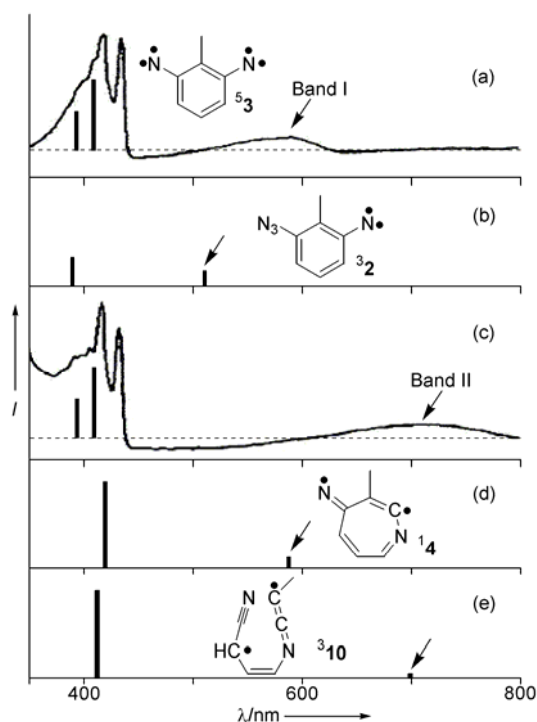 (a)
•N N•
⁵3
Band I
(b)
N₃ N•
³2
(c)
Band II
(d)
•N
C•
N
¹4
(e)
N C•
C
HC• N
³10
I
400 600 800
λ/nm